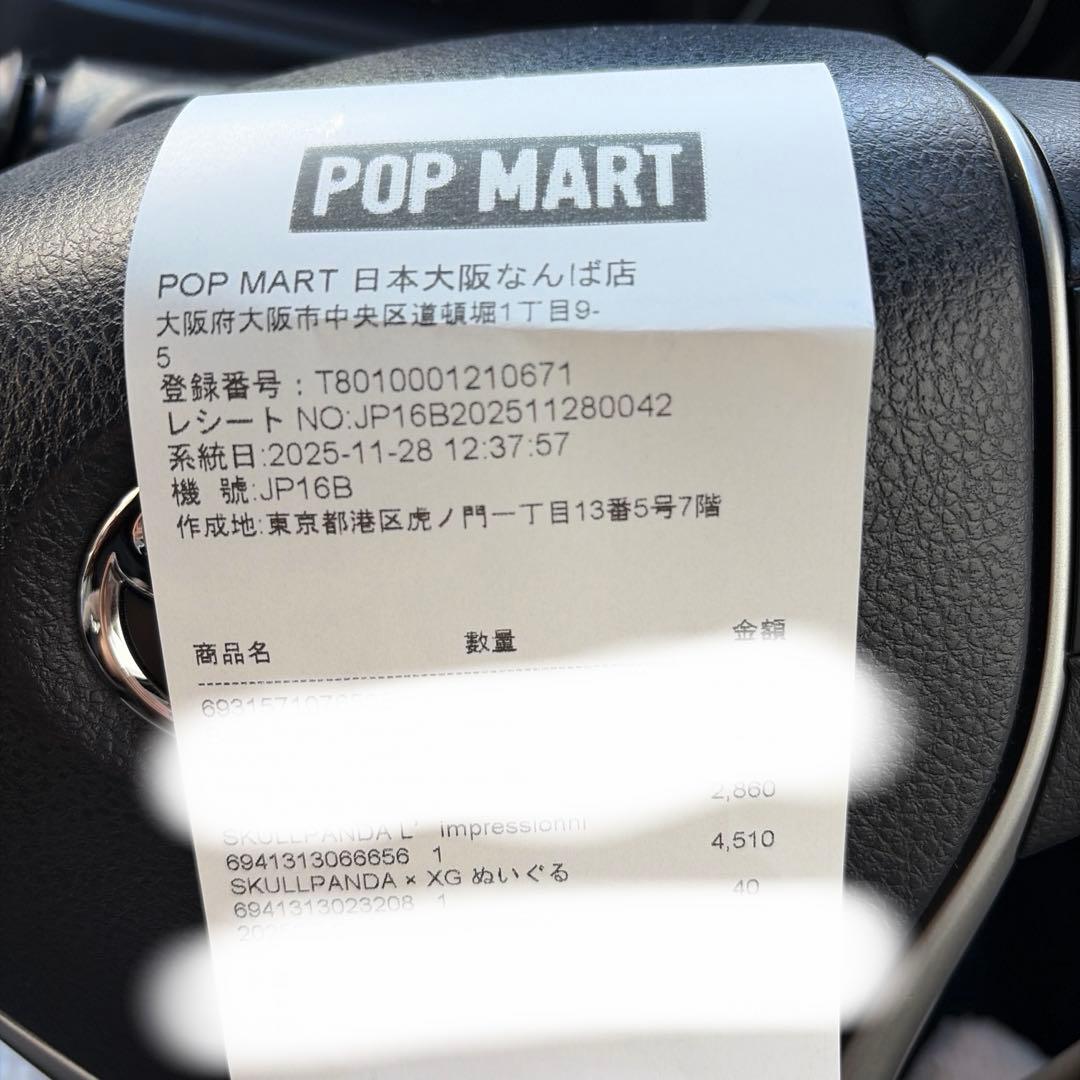 POP MART
POP MART 日本大阪なんば店
大阪府大阪市中央区道頓堀1丁目9-
5
登録番号：T8010001210671
レシート NO:JP16B202511280042
系統日:2025-11-28 12:37:57
機 號:JP16B
作成地:東京都港区虎ノ門一丁目13番5号7階
商品名 數量 金額
2,860
SKULLPANDA L' impressionni
6941313066656 1 4,510
SKULLPANDA × XG ぬいぐる
6941313023208 1 40